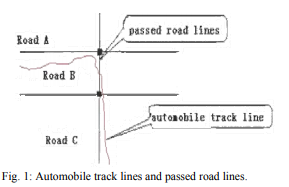 passed road lines
Road A
Road B
automobile track line
Road C
Fig. 1: Automobile track lines and passed road lines.